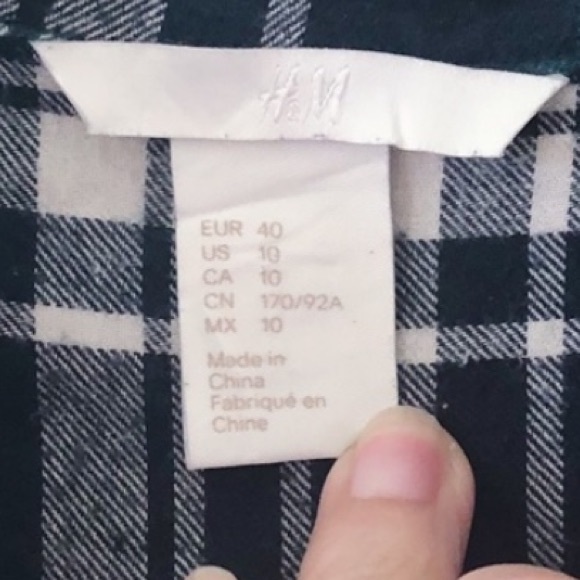 H&M
EUR 40
US 10
CA 10
CN 170/92A
MX 10
Made in
China
Fabriqué en
Chine